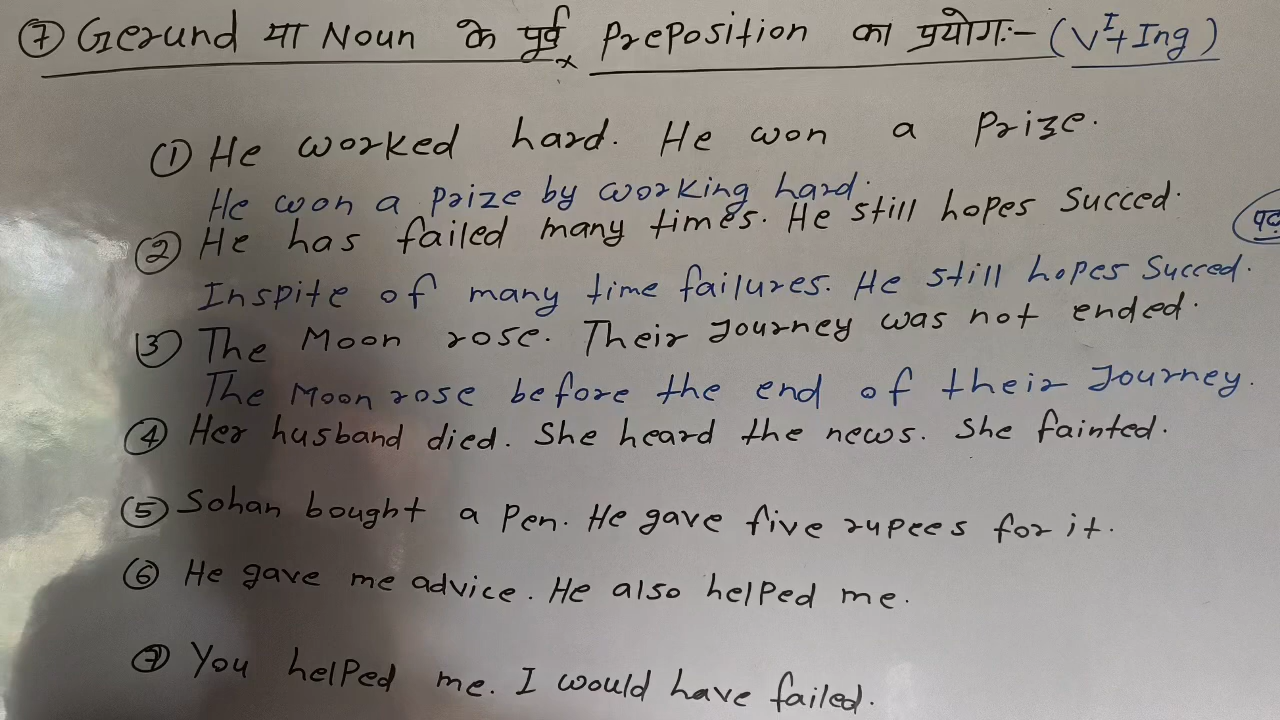 ⑦ Gerund या Noun के पूर्व Preposition का प्रयोग:- (V^I + Ing)
① He worked hard. He won a Prize.
He won a Prize by working hard.
② He has failed many times. He still hopes Succed.
Inspite of many time failures. He still hopes Succed.
③ The Moon rose. Their Journey was not ended.
The Moon rose before the end of their Journey.
④ Her husband died. She heard the news. She fainted.
⑤ Sohan bought a Pen. He gave five rupees for it.
⑥ He gave me advice. He also helped me.
⑦ You helped me. I would have failed.